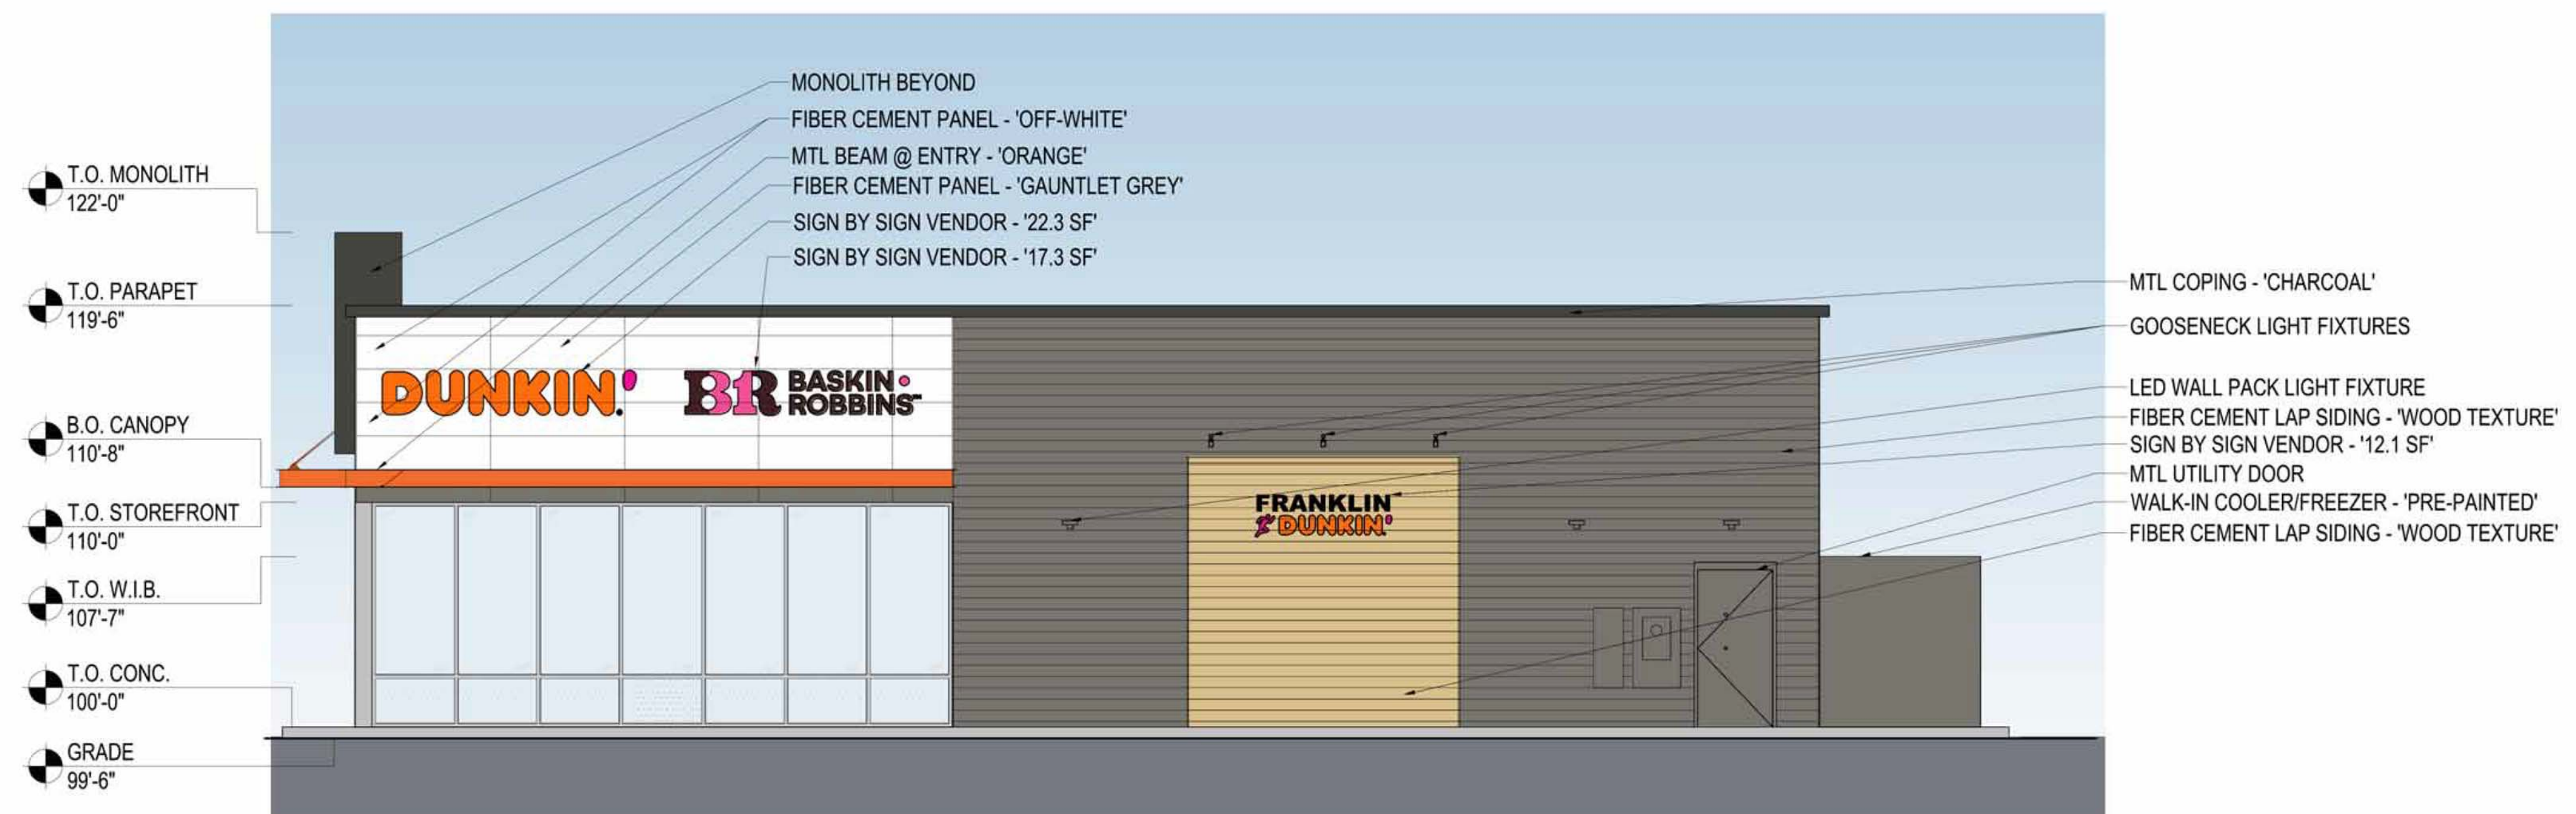 MONOLITH BEYOND
FIBER CEMENT PANEL - 'OFF-WHITE'
MTL BEAM @ ENTRY - 'ORANGE'
FIBER CEMENT PANEL - 'GAUNTLET GREY'
SIGN BY SIGN VENDOR - '22.3 SF'
SIGN BY SIGN VENDOR - '17.3 SF'
T.O. MONOLITH
122'-0"
T.O. PARAPET
119'-6"
B.O. CANOPY
110'-8"
T.O. STOREFRONT
110'-0"
T.O. W.I.B.
107'-7"
T.O. CONC.
100'-0"
GRADE
99'-6"
DUNKIN'
BR
BASKIN
ROBBINS
FRANKLIN
DUNKIN'
MTL COPING - 'CHARCOAL'
GOOSENECK LIGHT FIXTURES
LED WALL PACK LIGHT FIXTURE
FIBER CEMENT LAP SIDING - 'WOOD TEXTURE'
SIGN BY SIGN VENDOR - '12.1 SF'
MTL UTILITY DOOR
WALK-IN COOLER/FREEZER - 'PRE-PAINTED'
FIBER CEMENT LAP SIDING - 'WOOD TEXTURE'